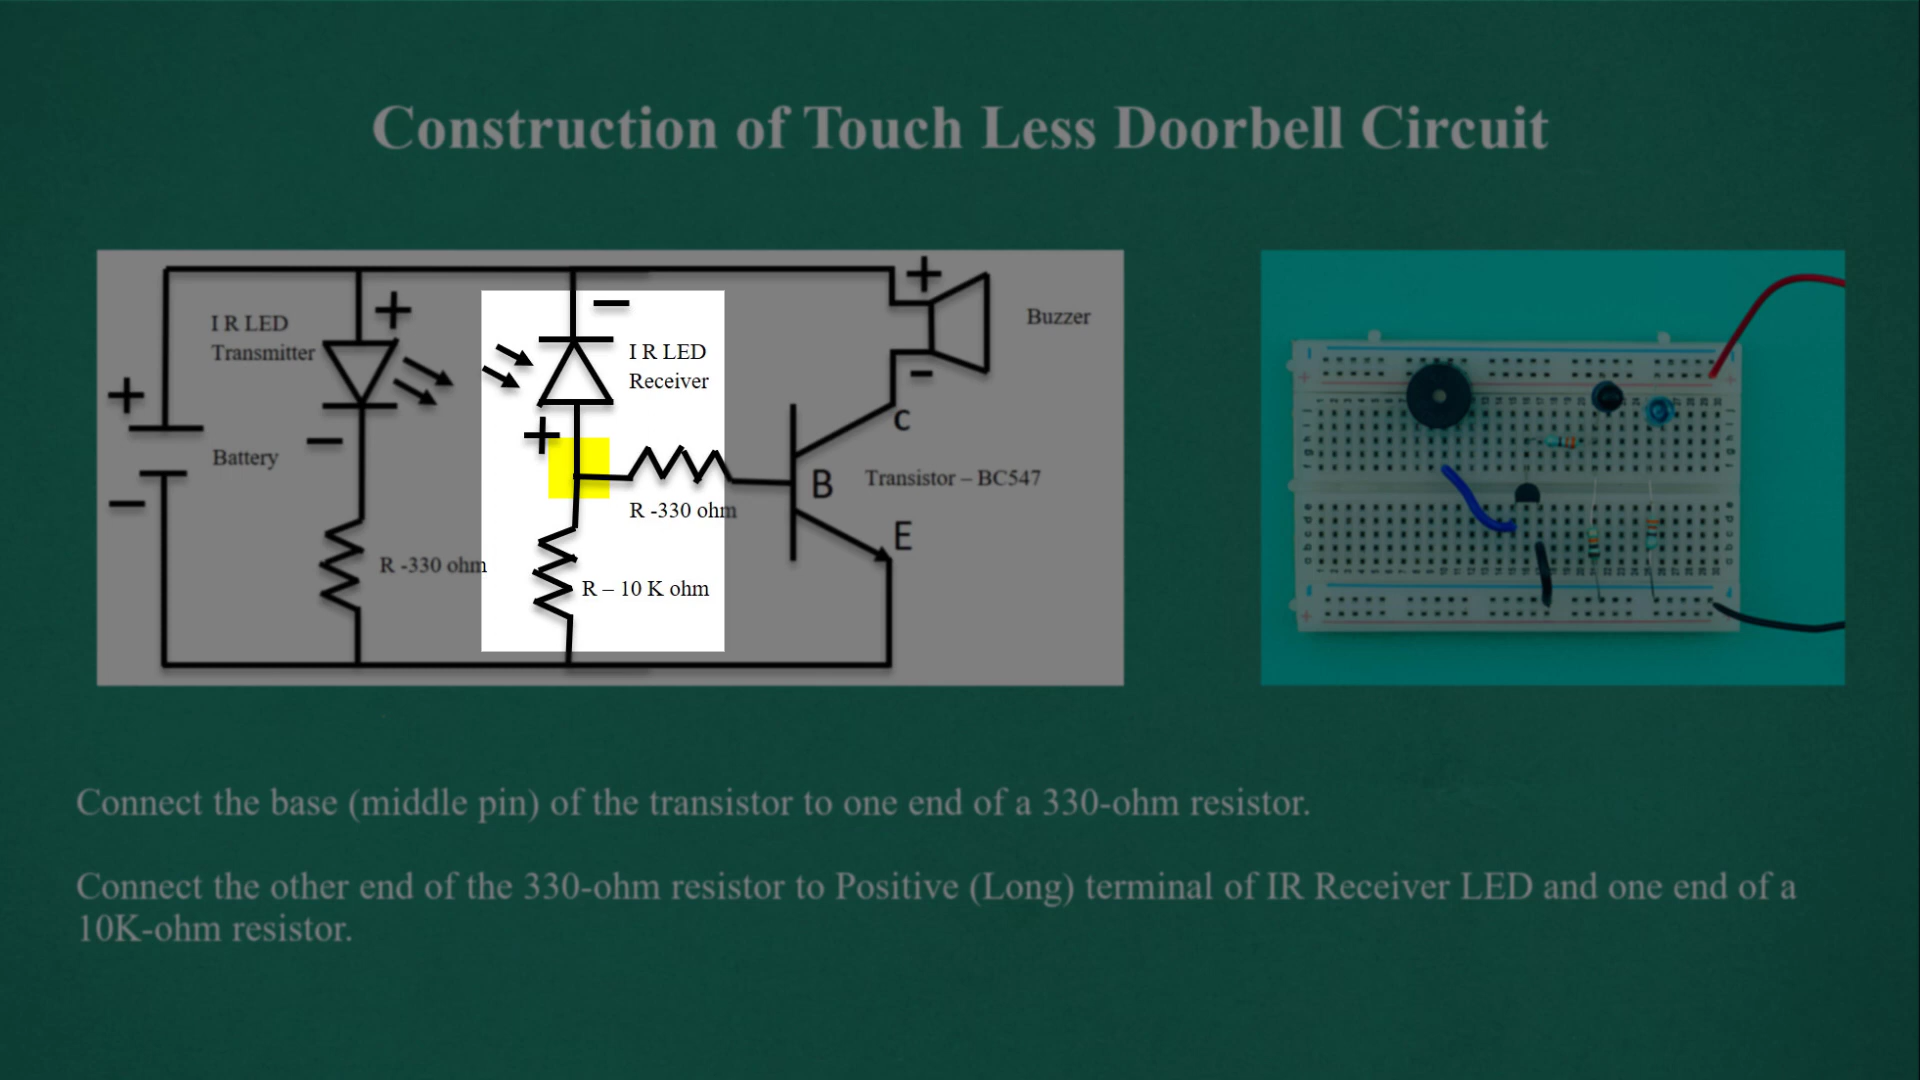 Construction of Touch Less Doorbell Circuit
+
I R LED
Transmitter
−
+
Battery
−
R -330 ohm
−
I R LED
Receiver
+
R -330 ohm
R – 10 K ohm
+
Buzzer
−
C
B
Transistor – BC547
E
Connect the base (middle pin) of the transistor to one end of a 330-ohm resistor.
Connect the other end of the 330-ohm resistor to Positive (Long) terminal of IR Receiver LED and one end of a
10K-ohm resistor.